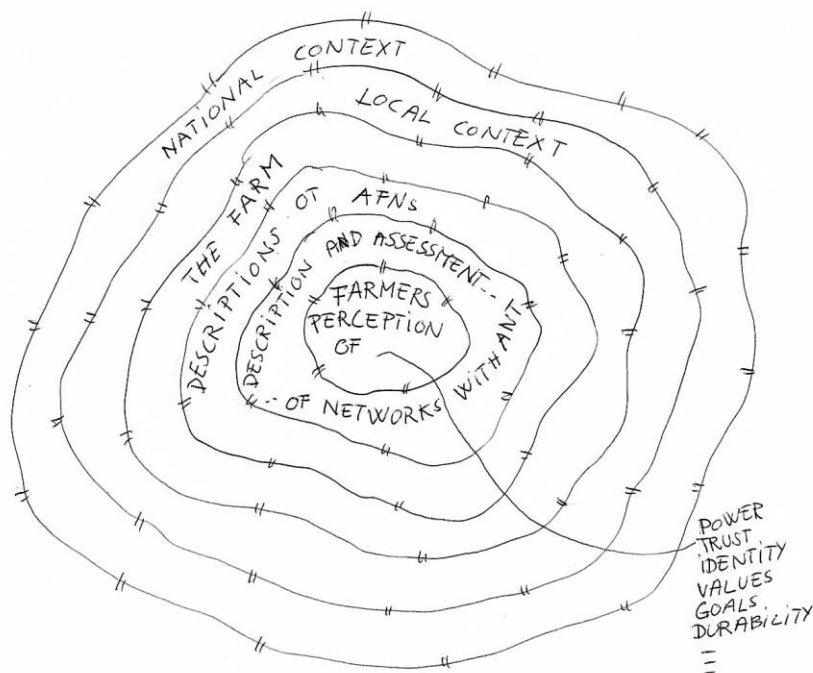 NATIONAL CONTEXT
LOCAL CONTEXT
THE FARM
DESCRIPTIONS OT AFNs
DESCRIPTION AND ASSESSMENT...
... OF NETWORKS WITH ANT
FARMERS
PERCEPTION
OF
POWER
TRUST
IDENTITY
VALUES
GOALS
DURABILITY